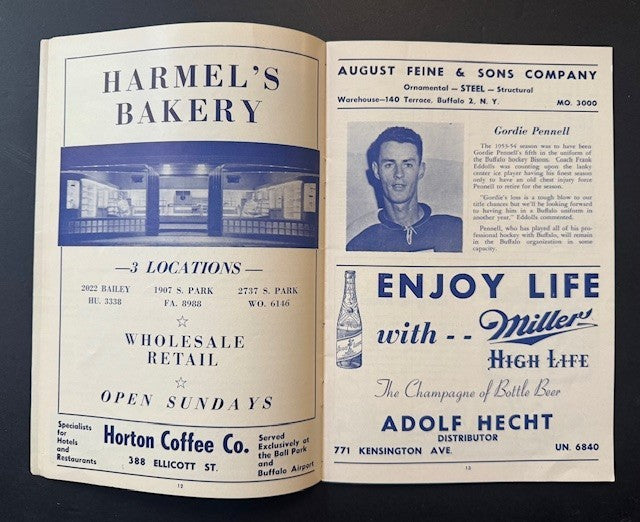 HARMEL'S
BAKERY
—3 LOCATIONS—
2022 BAILEY
HU. 3338
1907 S. PARK
FA. 8988
2737 S. PARK
WO. 6146
WHOLESALE
RETAIL
OPEN SUNDAYS
Specialists
for
Hotels
and
Restaurants
Horton Coffee Co.
388 ELLICOTT ST.
Served
Exclusively at
the Ball Park
and
Buffalo Airport
12
AUGUST FEINE & SONS COMPANY
Ornamental — STEEL — Structural
Warehouse—140 Terrace, Buffalo 2, N. Y.
MO. 3000
Gordie Pennell
The 1953-54 season was to have been
Gordie Pennell's fifth in the uniform of
the Buffalo hockey Bisons. Coach Frank
Eddolls was counting upon the lanky
center ice player having his finest season
only to have an old chest injury force
Pennell to retire for the season.
"Gordie's loss is a tough blow to our
title chances but we'll be looking forward
to having him in a Buffalo uniform in
another year," Eddolls commented.
Pennell, who has played all of his pro-
fessional hockey with Buffalo, will remain
in the Buffalo organization in some
capacity.
ENJOY LIFE
with - - Miller
HIGH LIFE
The Champagne of Bottle Beer
ADOLF HECHT
DISTRIBUTOR
771 KENSINGTON AVE.
UN. 6840
13